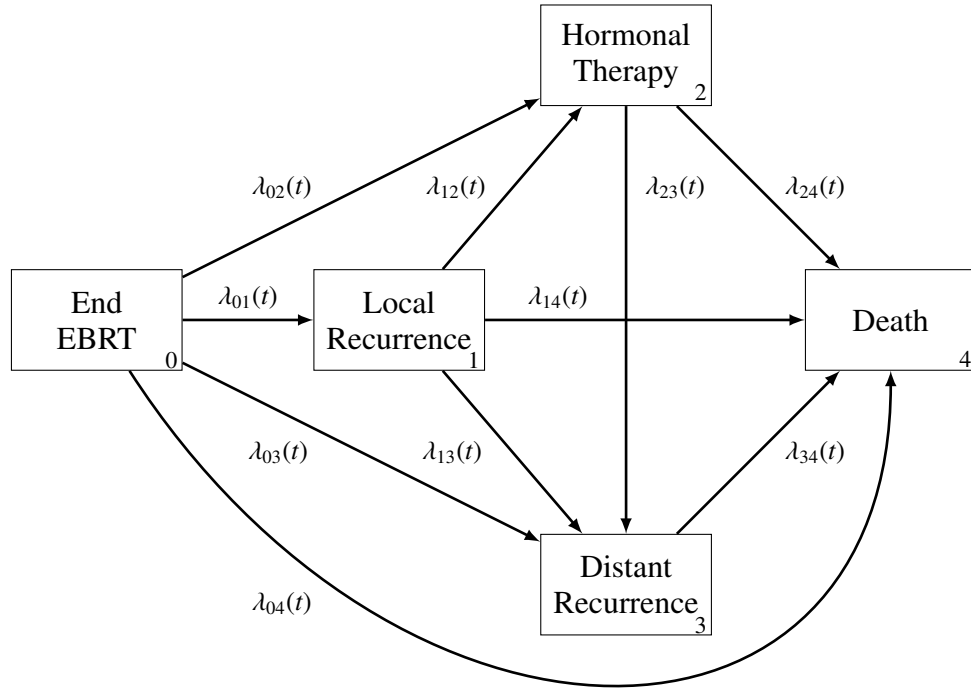 Hormonal
Therapy
2
λ02(t)
λ12(t)
λ23(t)
λ24(t)
End
EBRT
0
λ01(t)
Local
Recurrence
1
λ14(t)
Death
4
λ03(t)
λ13(t)
λ34(t)
Distant
Recurrence
3
λ04(t)